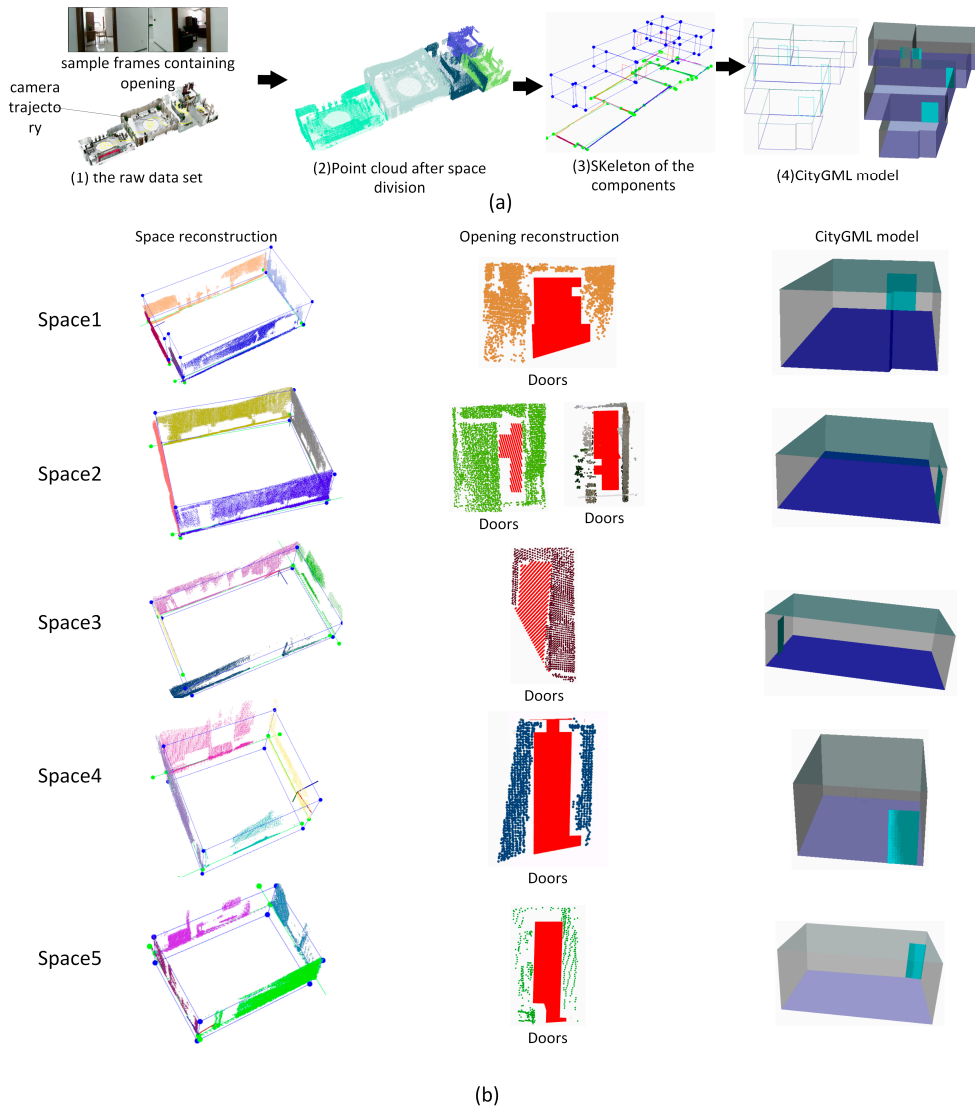 sample frames containing
opening
camera
trajecto
ry
(1) the raw data set
(2)Point cloud after space
division
(3)SKeleton of the
components
(4)CityGML model
(a)
Space reconstruction
Opening reconstruction
CityGML model
Space1
Doors
Space2
Doors
Doors
Space3
Doors
Space4
Doors
Space5
Doors
(b)